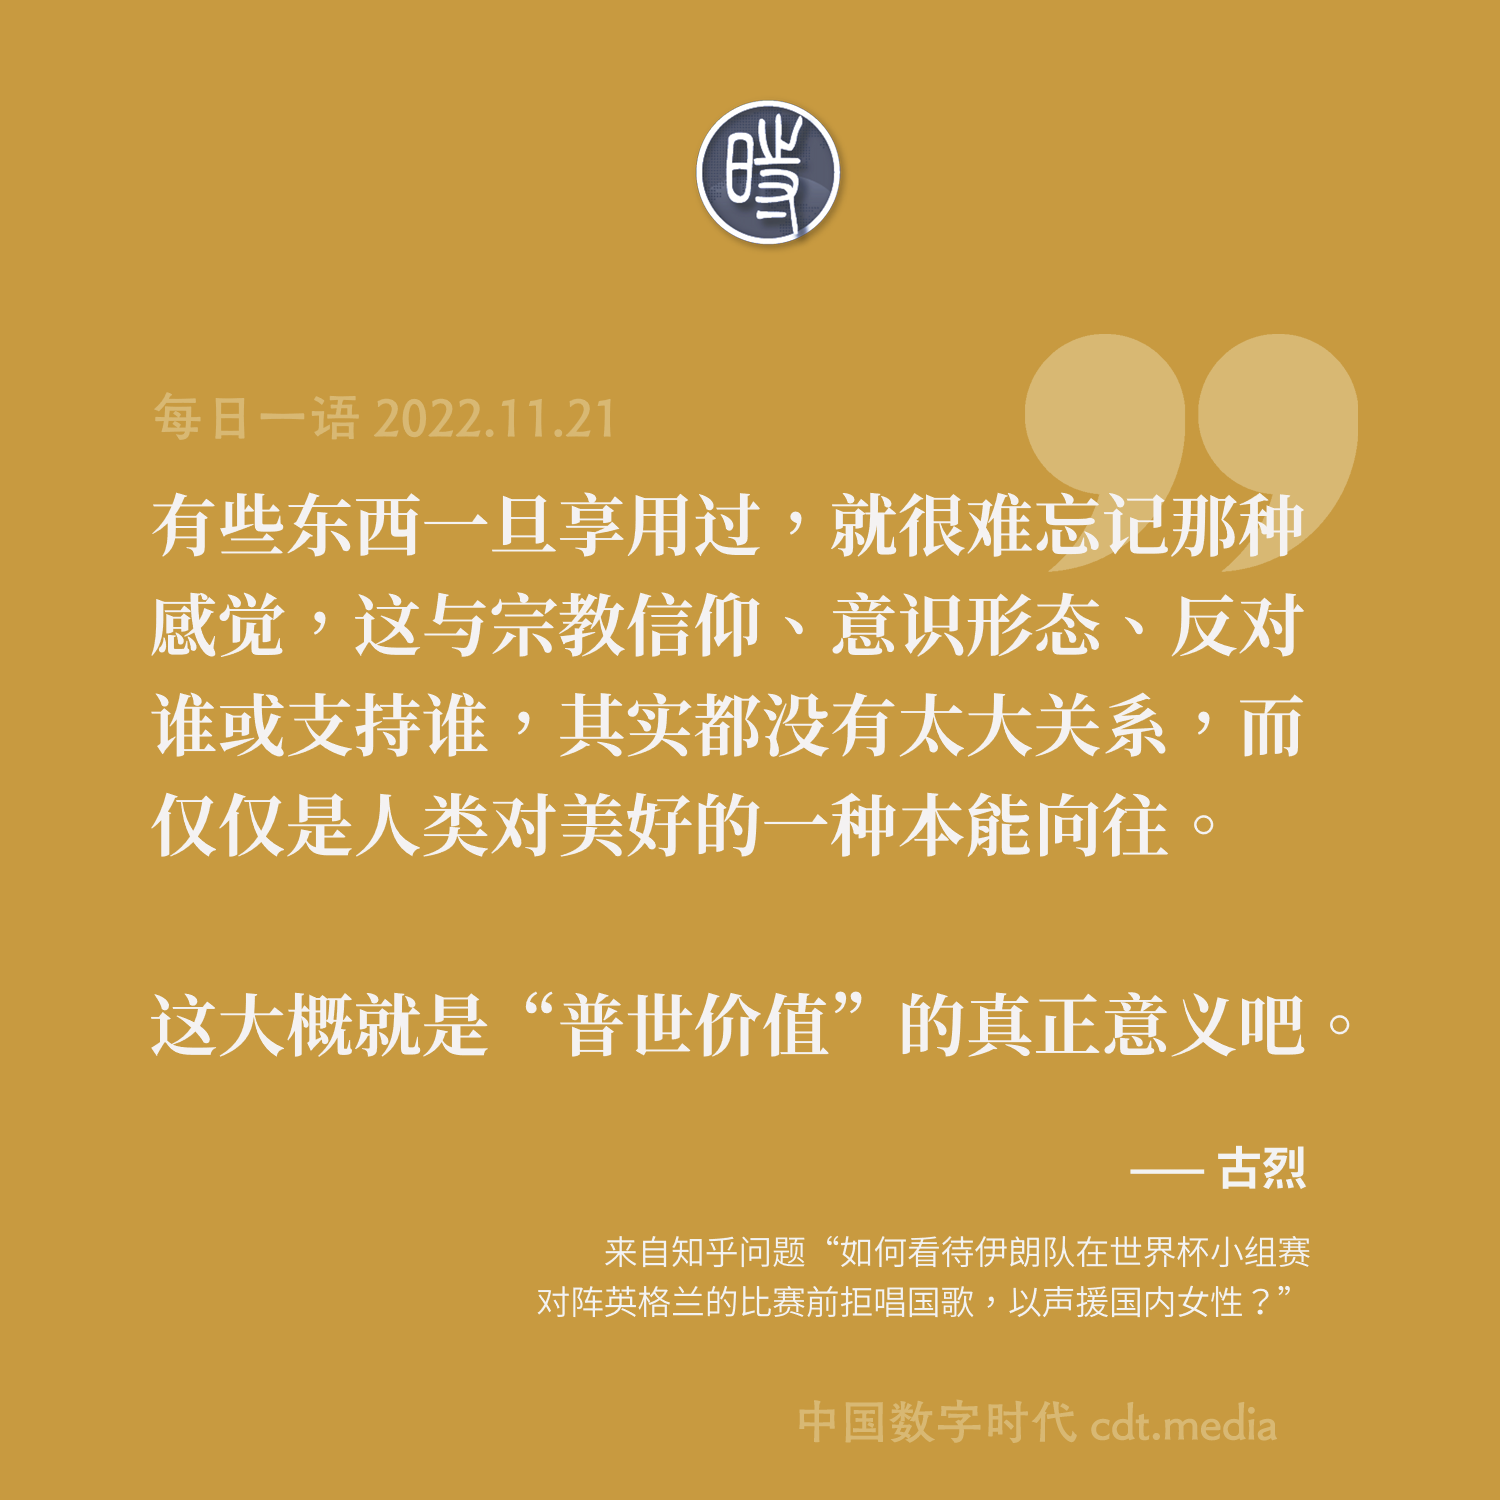 時
每日一语 2022.11.21
有些东西一旦享用过，就很难忘记那种
感觉，这与宗教信仰、意识形态、反对
谁或支持谁，其实都没有太大关系，而
仅仅是人类对美好的一种本能向往。
这大概就是“普世价值”的真正意义吧。
—— 古烈
来自知乎问题“如何看待伊朗队在世界杯小组赛
对阵英格兰的比赛前拒唱国歌，以声援国内女性？”
中国数字时代 cdt.media